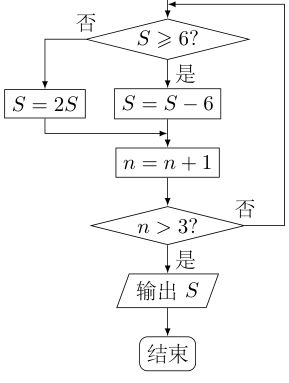 S ⩾ 6?
否
是
S = 2S
S = S − 6
n = n + 1
n > 3?
否
是
输出 S
结束